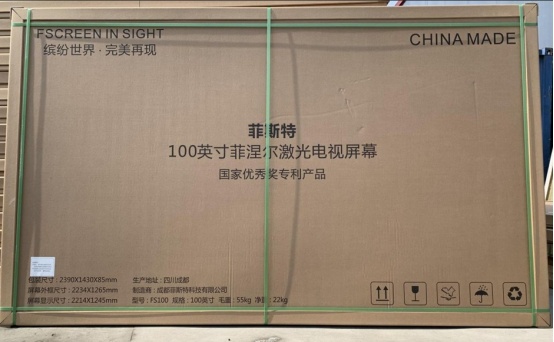 FSCREEN IN SIGHT
缤纷世界·完美再现
CHINA MADE
菲斯特
100英寸菲涅尔激光电视屏幕
国家优秀奖专利产品
包装尺寸：2390X1430X85mm
屏幕外框尺寸：2234X1265mm
屏幕显示尺寸：2214X1245mm
生产地址：四川成都
制造商：成都菲斯特科技有限公司
型号：FS100 规格：100英寸 毛重：55kg 净重：22kg